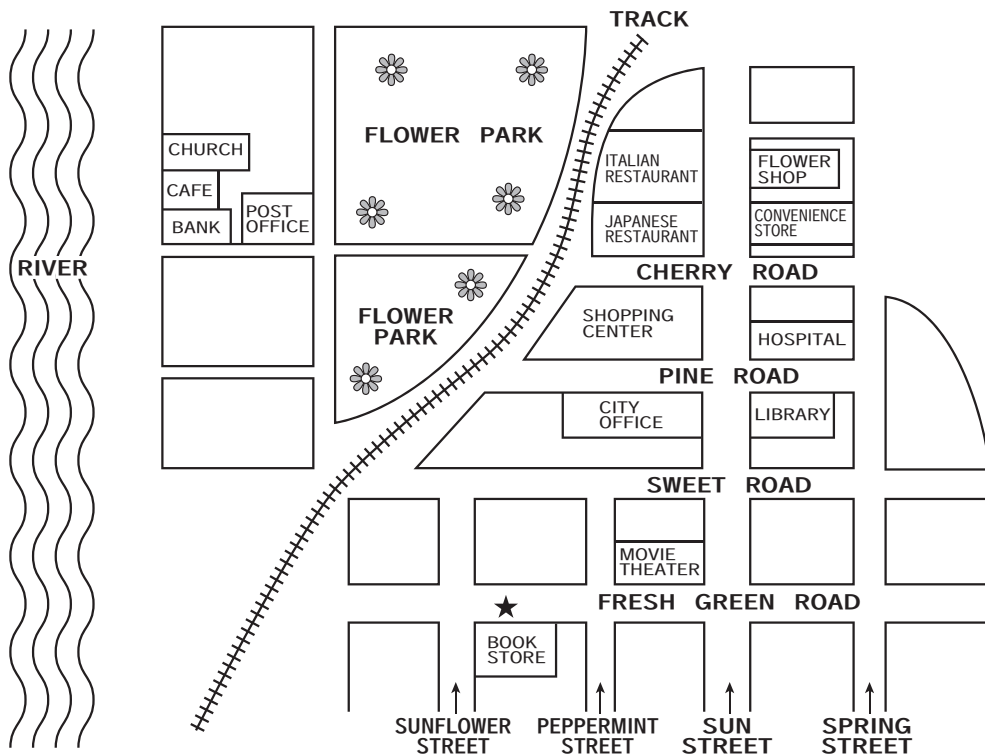 TRACK
FLOWER PARK
CHURCH
CAFE
BANK
POST
OFFICE
ITALIAN
RESTAURANT
JAPANESE
RESTAURANT
FLOWER
SHOP
CONVENIENCE
STORE
RIVER
CHERRY ROAD
FLOWER
PARK
SHOPPING
CENTER
HOSPITAL
PINE ROAD
CITY
OFFICE
LIBRARY
SWEET ROAD
MOVIE
THEATER
FRESH GREEN ROAD
BOOK
STORE
SUNFLOWER
STREET
PEPPERMINT
STREET
SUN
STREET
SPRING
STREET